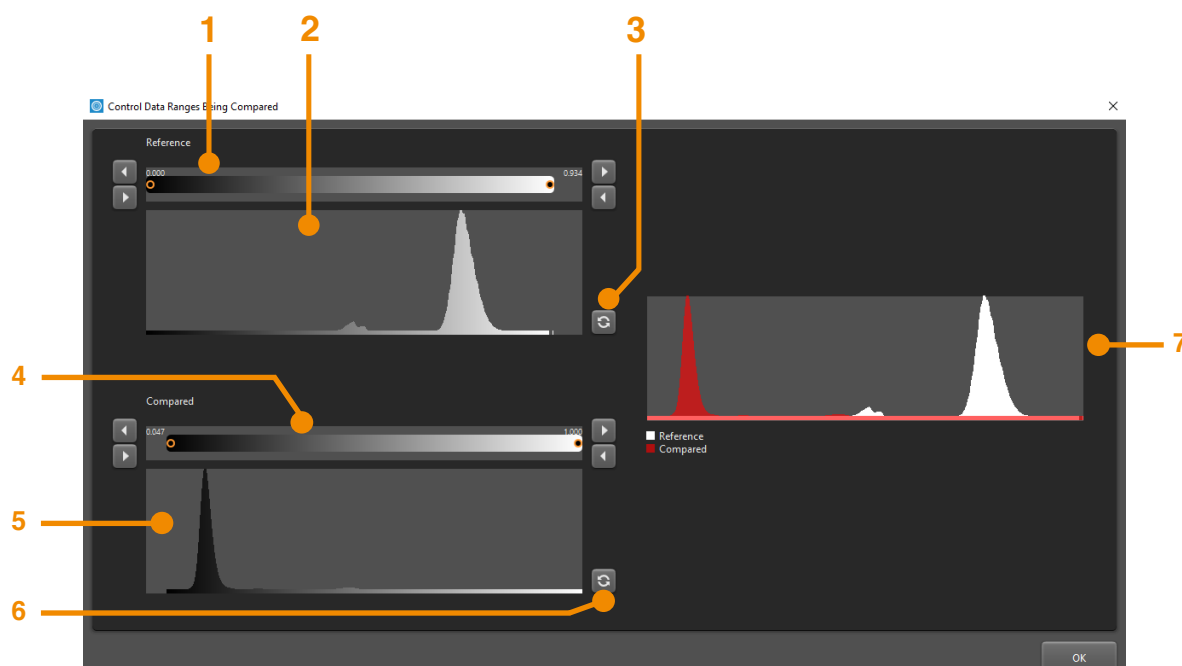 1 2 3
Control Data Ranges Being Compared
Reference
0.000 0.934
4
Compared
0.047 1.000
Reference
Compared
7
5
6
OK